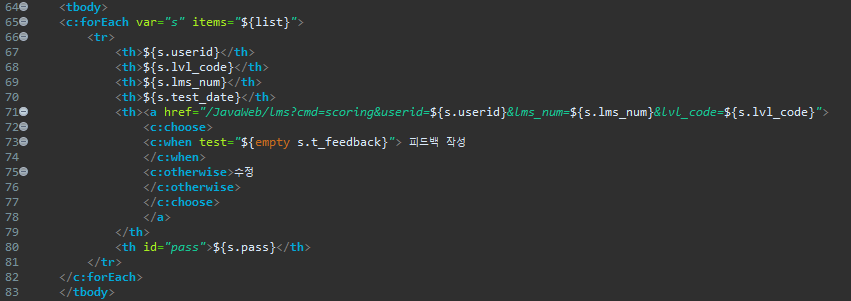 64 <tbody>
65 <c:forEach var="s" items="${list}">
66 <tr>
67 <th>${s.userid}</th>
68 <th>${s.lvl_code}</th>
69 <th>${s.lms_num}</th>
70 <th>${s.test_date}</th>
71 <th><a href="/JavaWeb/lms?cmd=scoring&userid=${s.userid}&lms_num=${s.lms_num}&lvl_code=${s.lvl_code}">
72 <c:choose>
73 <c:when test="${empty s.t_feedback}"> 피드백 작성
74 </c:when>
75 <c:otherwise>수정
76 </c:otherwise>
77 </c:choose>
78 </a>
79 </th>
80 <th id="pass">${s.pass}</th>
81 </tr>
82 </c:forEach>
83 </tbody>